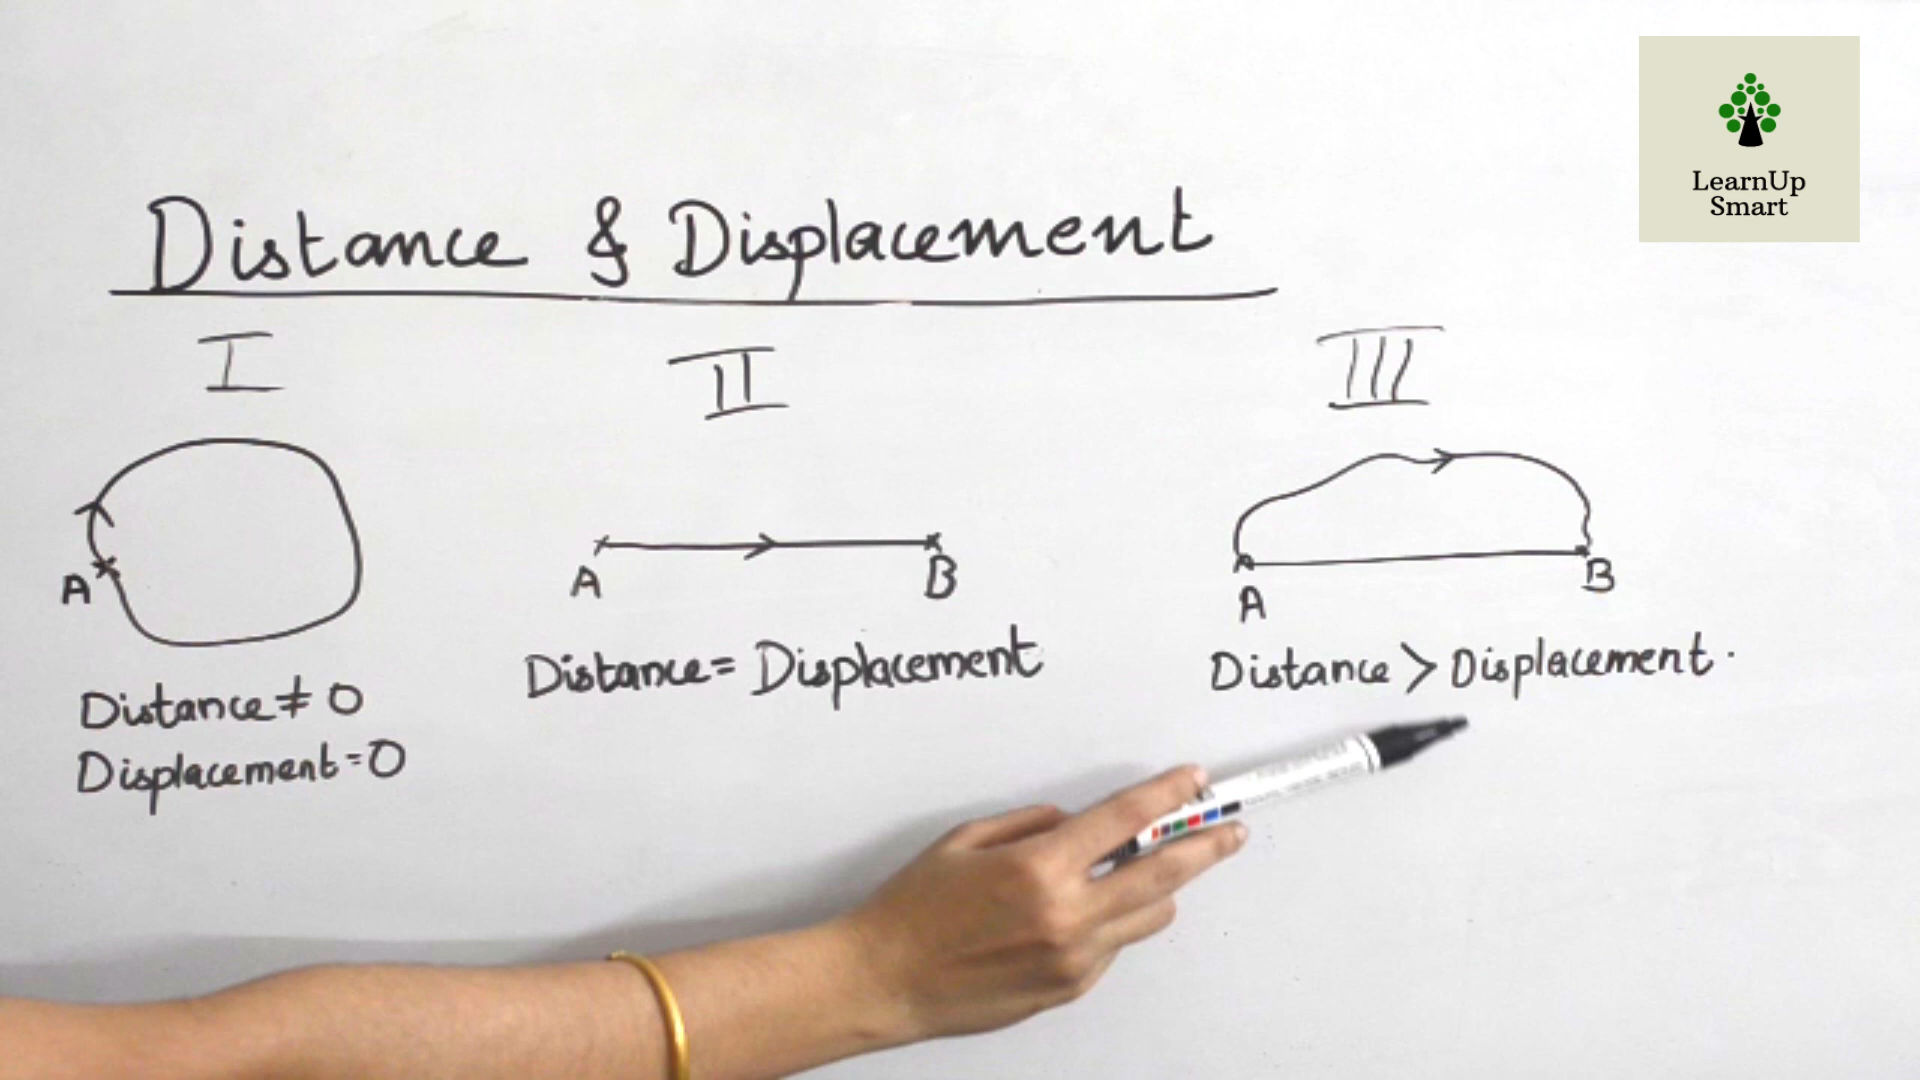 LearnUp
Smart
Distance & Displacement
I
II
III
A
A
B
A
B
Distance ≠ 0
Displacement = 0
Distance = Displacement
Distance > Displacement.